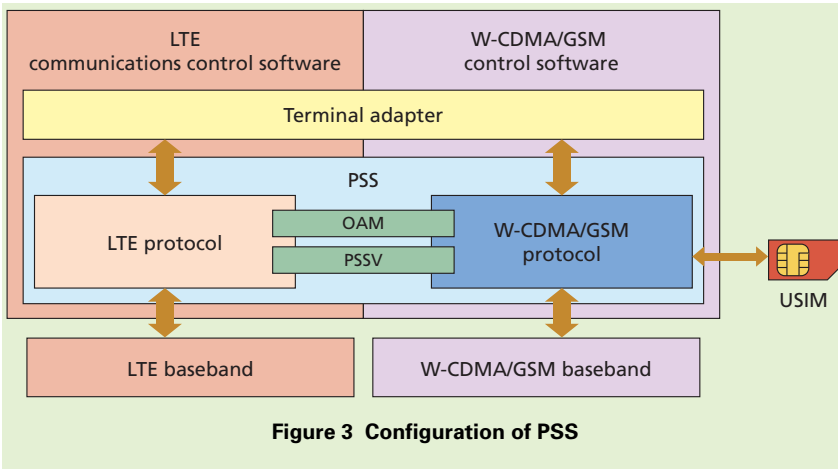 LTE
communications control software
W-CDMA/GSM
control software
Terminal adapter
PSS
LTE protocol
OAM
PSSV
W-CDMA/GSM
protocol
USIM
LTE baseband
W-CDMA/GSM baseband
Figure 3 Configuration of PSS